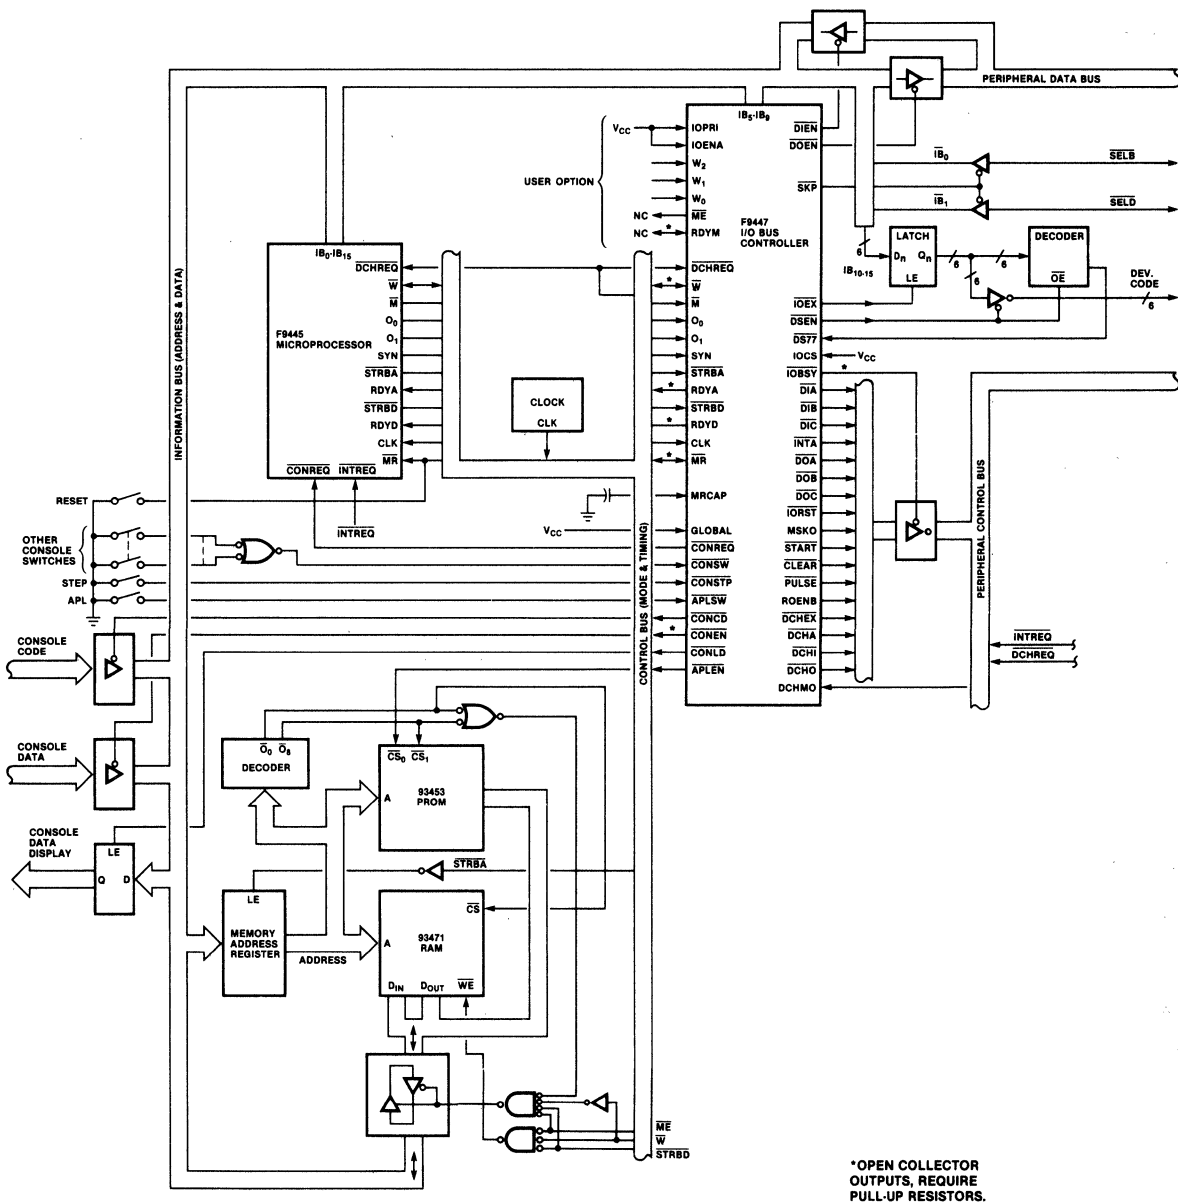 PERIPHERAL DATA BUS
IB5-IB9
VCC
IOPRI
DIEN
IOENA
DOEN
W2
IB0
SELB
USER OPTION
W1
SKP
W0
IB1
SELD
NC
ME
F9447
I/O BUS
CONTROLLER
NC
*
RDYM
LATCH
DECODER
6
Dn
Qn
6
6
IB10-15
6
LE
OE
DEV.
CODE
6
IB0-IB15
DCHREQ
DCHREQ
W
*
W
M
M
IOEX
F9445
MICROPROCESSOR
O0
O0
DSEN
O1
O1
DS77
SYN
SYN
IOCS
VCC
STRBA
STRBA
IOBSY
*
RDYA
*
RDYA
DIA
CLOCK
CLK
STRBD
STRBD
DIB
RDYD
*
RDYD
DIC
CLK
CLK
INTA
MR
*
MR
DOA
CONREQ
INTREQ
DOB
INFORMATION BUS (ADDRESS & DATA)
RESET
MRCAP
DOC
INTREQ
IORST
OTHER
CONSOLE
SWITCHES
VCC
GLOBAL
MSKO
CONREQ
START
CONSW
CLEAR
STEP
CONSTP
PULSE
APL
APLSW
ROENB
CONCD
DCHEX
*
CONEN
DCHA
CONLD
DCHI
APLEN
DCHO
DCHMO
CONTROL BUS (MODE & TIMING)
PERIPHERAL CONTROL BUS
INTREQ
DCHREQ
CONSOLE
CODE
CONSOLE
DATA
O0
O8
DECODER
CS0
CS1
A
93453
PROM
CONSOLE
DATA
DISPLAY
LE
Q
D
STRBA
LE
MEMORY
ADDRESS
REGISTER
ADDRESS
CS
A
93471
RAM
DIN
DOUT
WE
ME
W
STRBD
*OPEN COLLECTOR
OUTPUTS, REQUIRE
PULL-UP RESISTORS.